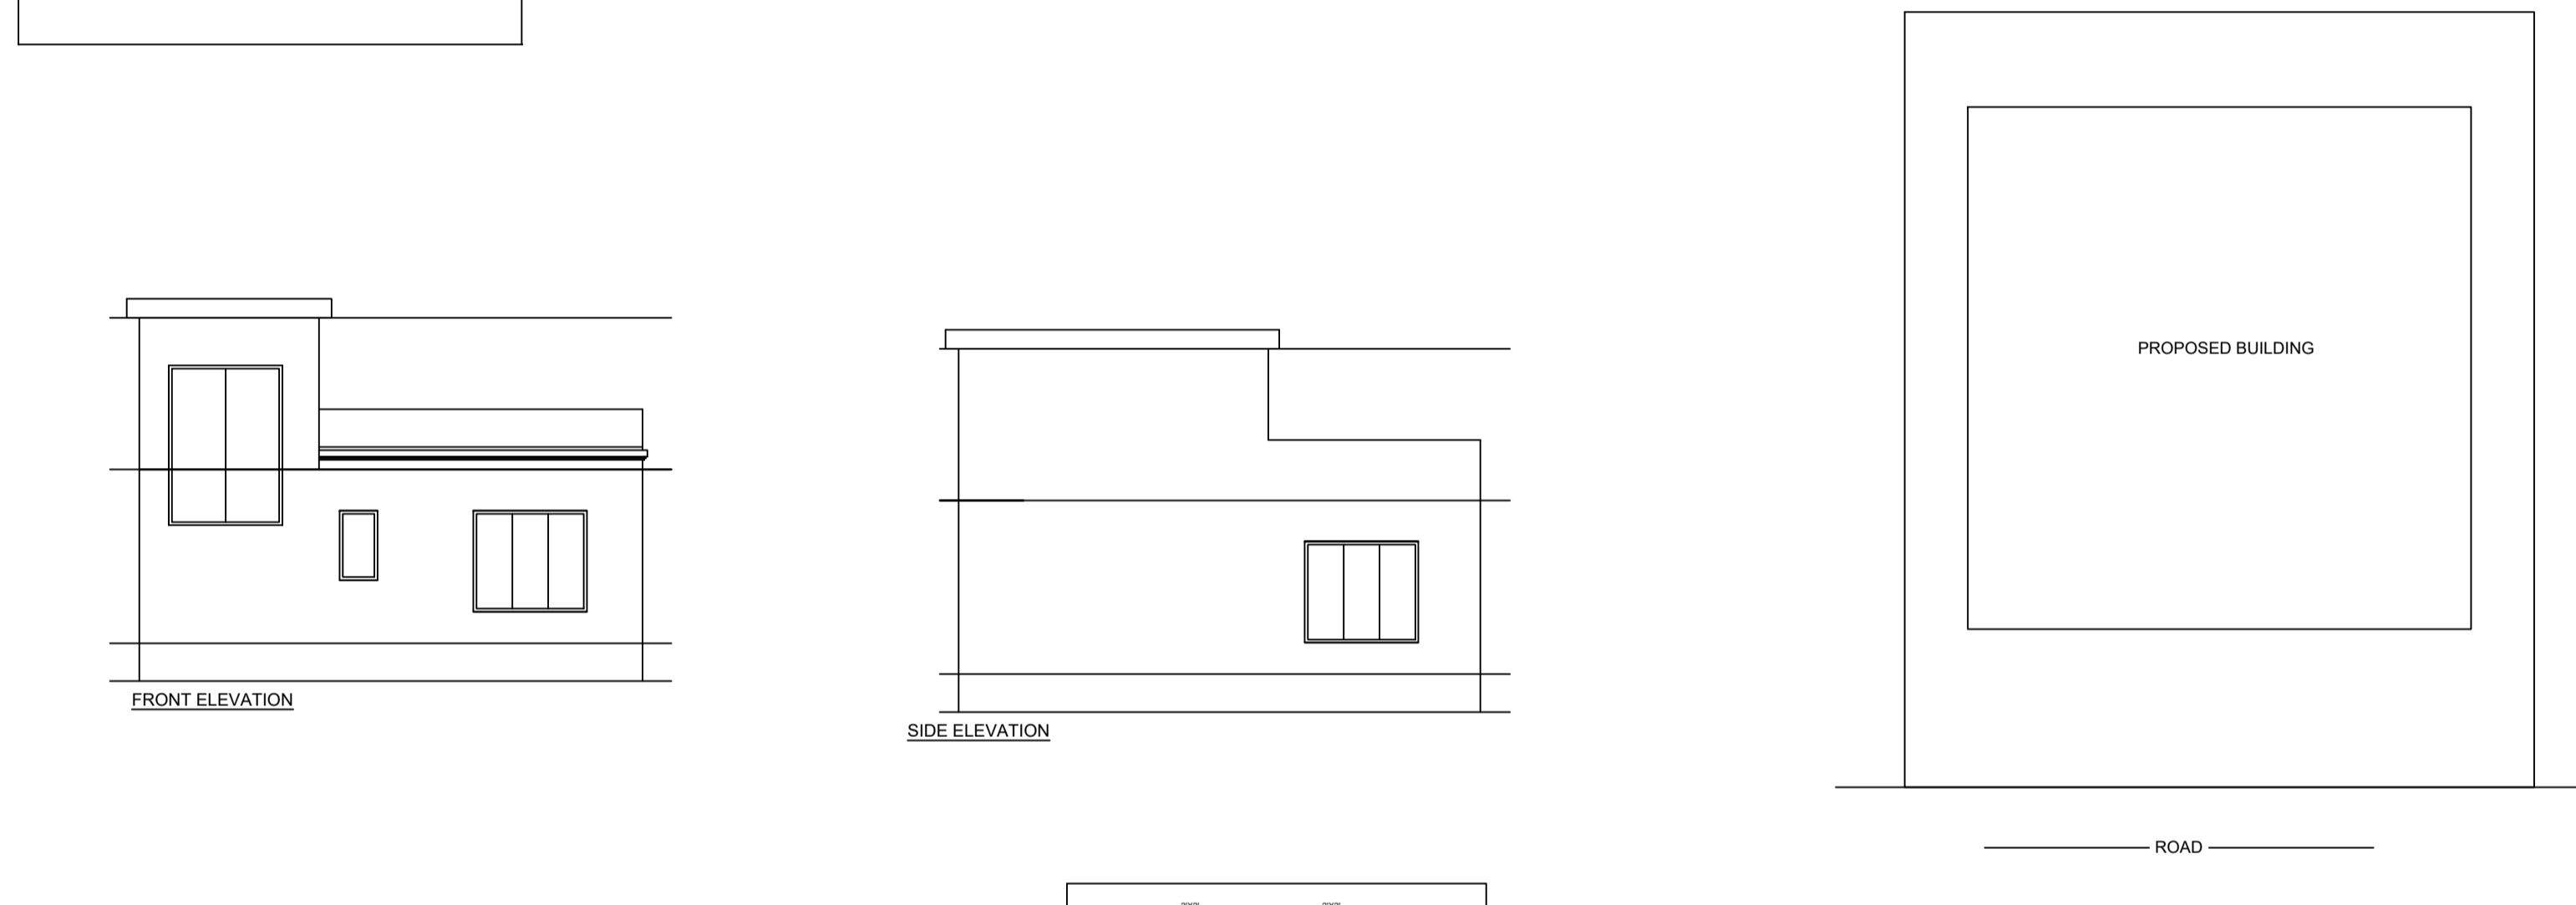 PROPOSED BUILDING
FRONT ELEVATION
SIDE ELEVATION
ROAD